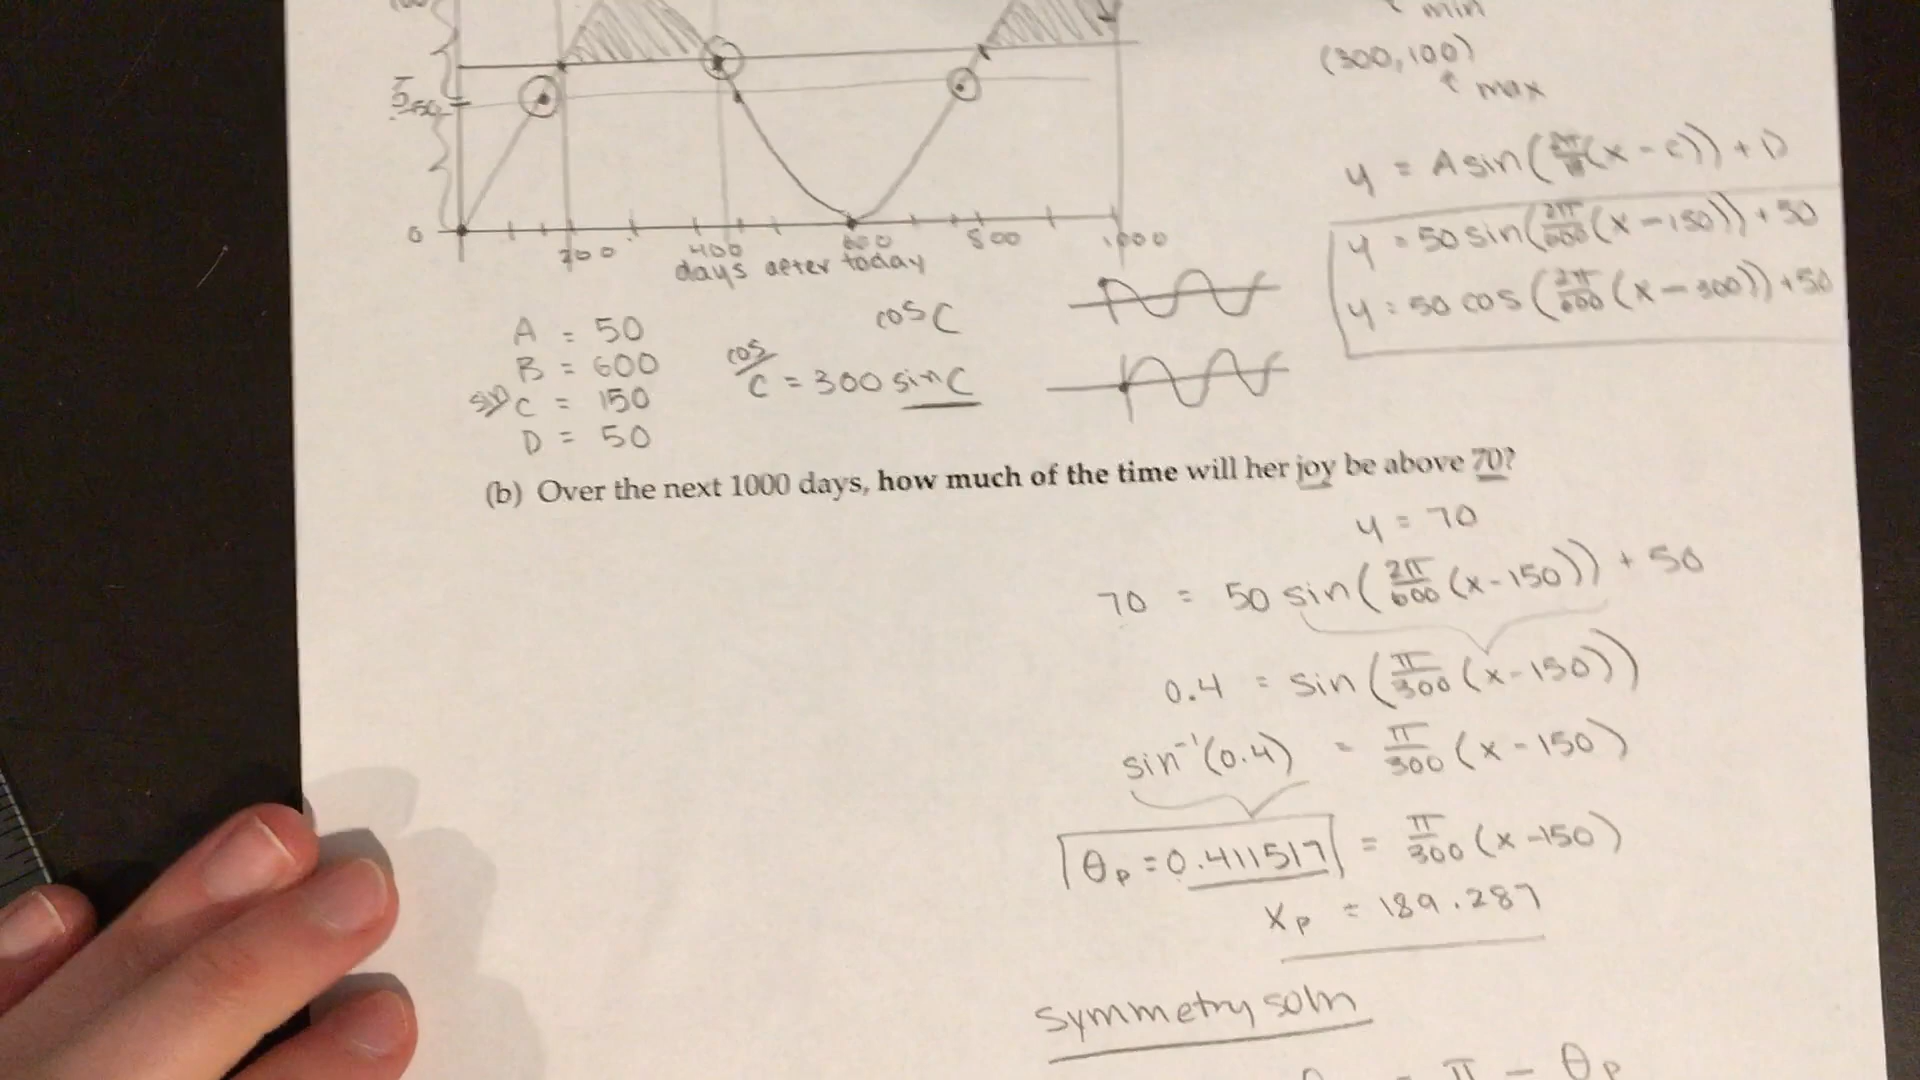 min
(300,100)
max
50
0
200 400 600 800 1000
days after today
y = A sin(2π/B(x-c)) + D
y = 50 sin(2π/600(x-150)) + 50
y = 50 cos(2π/600(x-300)) + 50
A = 50
B = 600
sin C = 150
D = 50
cos C
cos C = 300 sin C
(b) Over the next 1000 days, how much of the time will her joy be above 70?
y = 70
70 = 50 sin(2π/600(x-150)) + 50
0.4 = sin(π/300(x-150))
sin⁻¹(0.4) = π/300(x-150)
θp = 0.411517 = π/300(x-150)
xp = 189.287
Symmetry soln
= π - θp